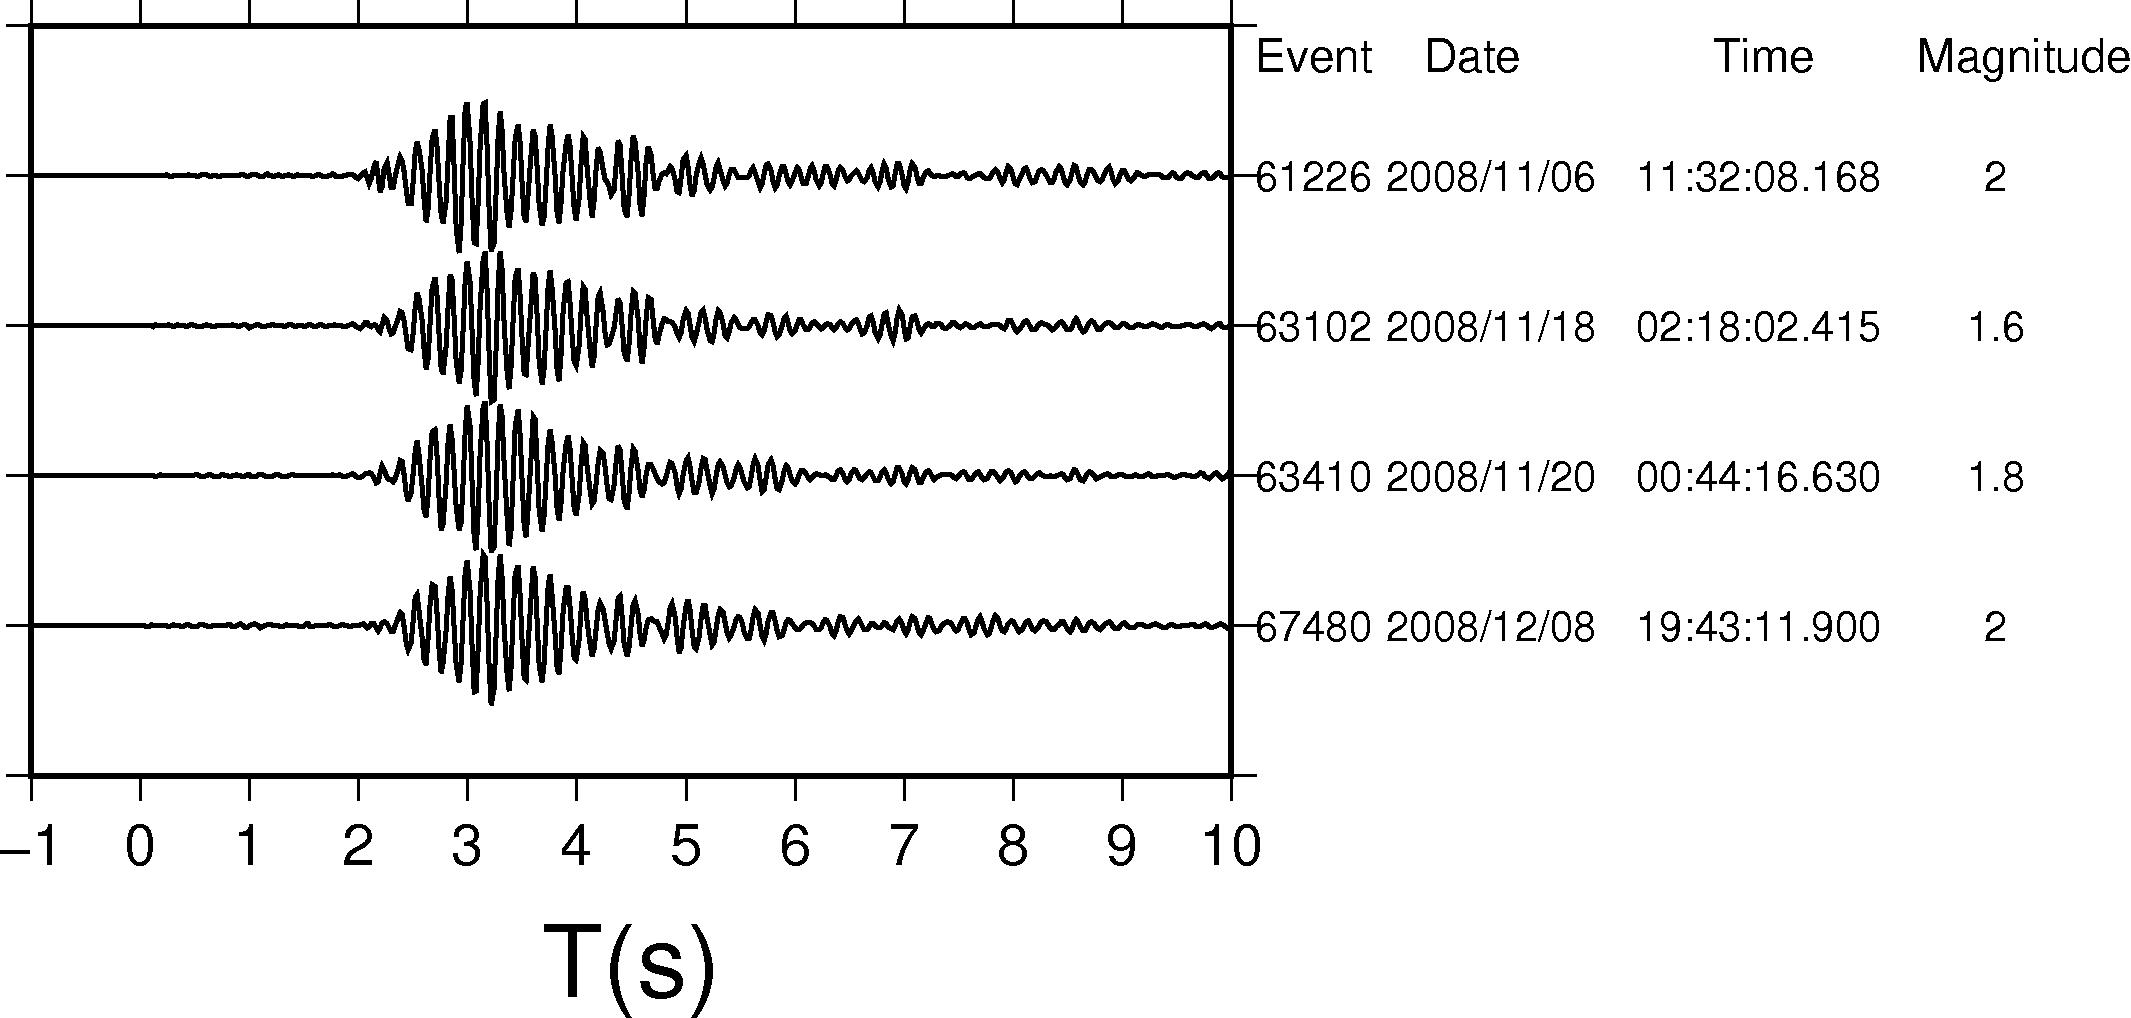 Event Date Time Magnitude
61226 2008/11/06 11:32:08.168 2
63102 2008/11/18 02:18:02.415 1.6
63410 2008/11/20 00:44:16.630 1.8
67480 2008/12/08 19:43:11.900 2
−1 0 1 2 3 4 5 6 7 8 9 10
T(s)